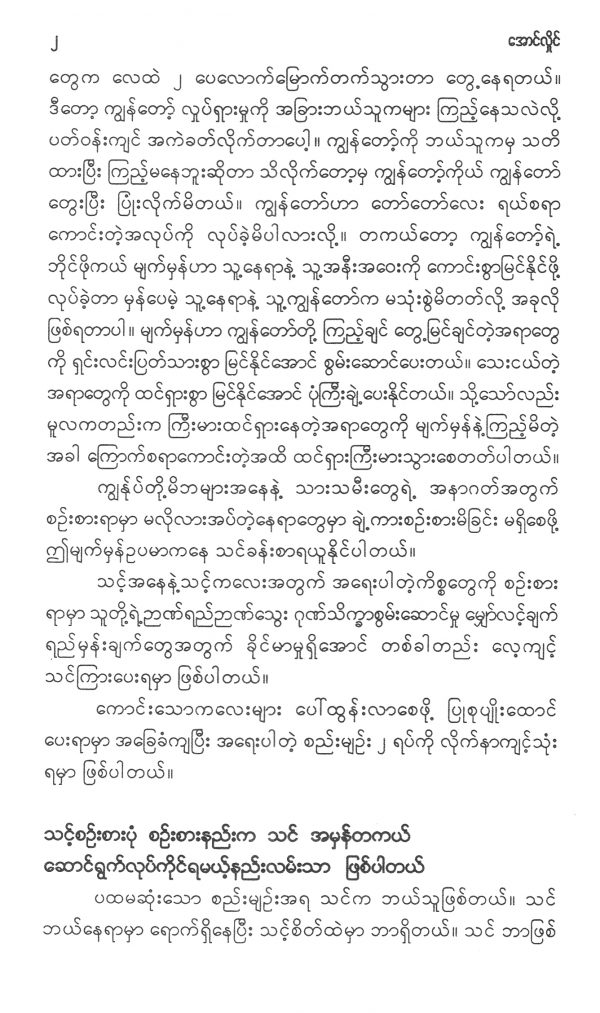 ၂ အောင်လှိုင်
တွေက လေထဲ ၂ ပေလောက်မြောက်တက်သွားတာ တွေ့နေရတယ်။
ဒီတော့ ကျွန်တော့် လှုပ်ရှားမှုကို အခြားဘယ်သူကများ ကြည့်နေသလဲလို့
ပတ်ဝန်းကျင် အကဲခတ်လိုက်တာပေါ့။ ကျွန်တော့်ကို ဘယ်သူကမှ သတိ
ထားပြီး ကြည့်မနေဘူးဆိုတာ သိလိုက်တော့မှ ကျွန်တော့်ကိုယ် ကျွန်တော်
တွေးပြီး ပြုံးလိုက်မိတယ်။ ကျွန်တော်ဟာ တော်တော်လေး ရယ်စရာ
ကောင်းတဲ့အလုပ်ကို လုပ်ခဲ့မိပါလားလို့။ တကယ်တော့ ကျွန်တော့်ရဲ့
ဘိုင်ဖိုကယ် မျက်မှန်ဟာ သူ့နေရာနဲ့ သူ့အနီးအဝေးကို ကောင်းစွာမြင်နိုင်ဖို့
လုပ်ခဲ့တာ မှန်ပေမဲ့ သူ့နေရာနဲ့ သူ့ကျွန်တော်က မသုံးစွဲမိတတ်လို့ အခုလို
ဖြစ်ရတာပါ။ မျက်မှန်ဟာ ကျွန်တော်တို့ ကြည့်ချင် တွေ့မြင်ချင်တဲ့အရာတွေ
ကို ရှင်းလင်းပြတ်သားစွာ မြင်နိုင်အောင် စွမ်းဆောင်ပေးတယ်။ သေးငယ်တဲ့
အရာတွေကို ထင်ရှားစွာ မြင်နိုင်အောင် ပုံကြီးချဲ့ပေးနိုင်တယ်။ သို့သော်လည်း
မူလကတည်းက ကြီးမားထင်ရှားနေတဲ့အရာတွေကို မျက်မှန်နဲ့ကြည့်မိတဲ့
အခါ ကြောက်စရာကောင်းတဲ့အထိ ထင်ရှားကြီးမားသွားစေတတ်ပါတယ်။
ကျွန်ုပ်တို့မိဘများအနေနဲ့ သားသမီးတွေရဲ့ အနာဂတ်အတွက်
စဉ်းစားရာမှာ မလိုလားအပ်တဲ့နေရာတွေမှာ ချဲ့ကားစဉ်းစားမိခြင်း မရှိစေဖို့
ဤမျက်မှန်ဥပမာကနေ သင်ခန်းစာရယူနိုင်ပါတယ်။
သင့်အနေနဲ့သင့်ကလေးအတွက် အရေးပါတဲ့ကိစ္စတွေကို စဉ်းစား
ရာမှာ သူတို့ရဲ့ဉာဏ်ရည်ဉာဏ်သွေး ဂုဏ်သိက္ခာစွမ်းဆောင်မှု မျှော်လင့်ချက်
ရည်မှန်းချက်တွေအတွက် ခိုင်မာမှုရှိအောင် တစ်ခါတည်း လေ့ကျင့်
သင်ကြားပေးရမှာ ဖြစ်ပါတယ်။
ကောင်းသောကလေးများ ပေါ်ထွန်းလာစေဖို့ ပြုစုပျိုးထောင်
ပေးရာမှာ အခြေခံကျပြီး အရေးပါတဲ့ စည်းမျဉ်း ၂ ရပ်ကို လိုက်နာကျင့်သုံး
ရမှာ ဖြစ်ပါတယ်။
သင့်စဉ်းစားပုံ စဉ်းစားနည်းက သင် အမှန်တကယ်
ဆောင်ရွက်လုပ်ကိုင်ရမယ့်နည်းလမ်းသာ ဖြစ်ပါတယ်
ပထမဆုံးသော စည်းမျဉ်းအရ သင်က ဘယ်သူဖြစ်တယ်။ သင်
ဘယ်နေရာမှာ ရောက်ရှိနေပြီး သင့်စိတ်ထဲမှာ ဘာရှိတယ်။ သင် ဘာဖြစ်